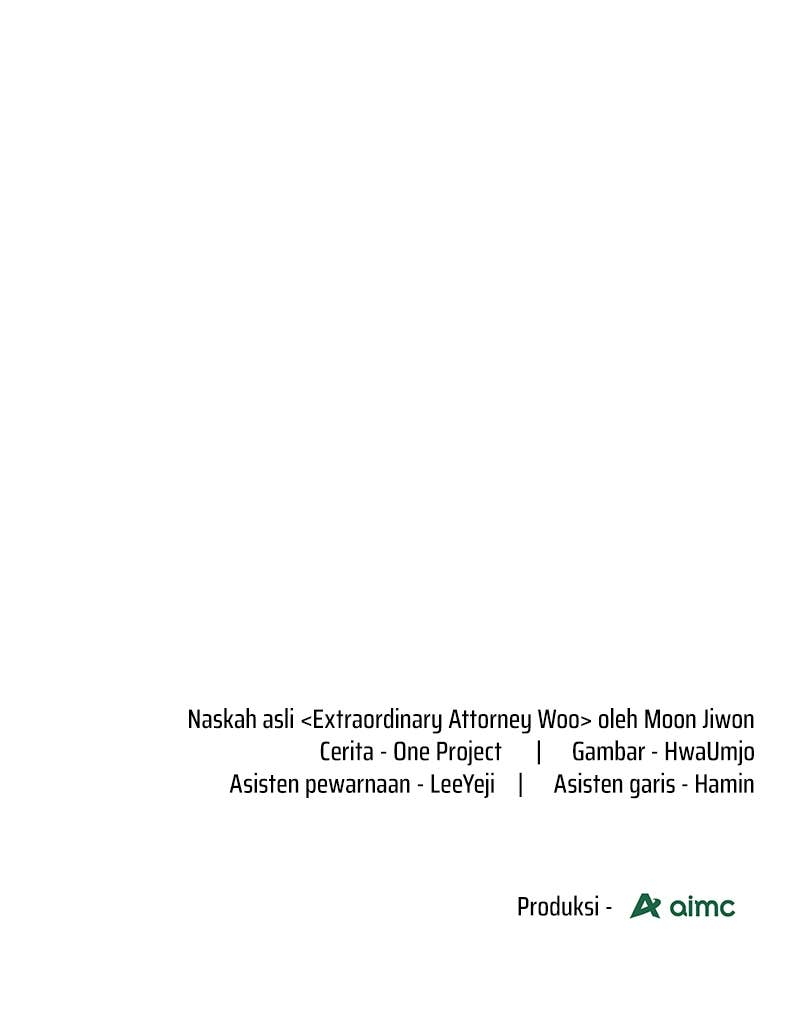 Naskah asli <Extraordinary Attorney Woo> oleh Moon Jiwon
Cerita - One Project | Gambar - HwaUmjo
Asisten pewarnaan - LeeYeji | Asisten garis - Hamin
Produksi - aimc